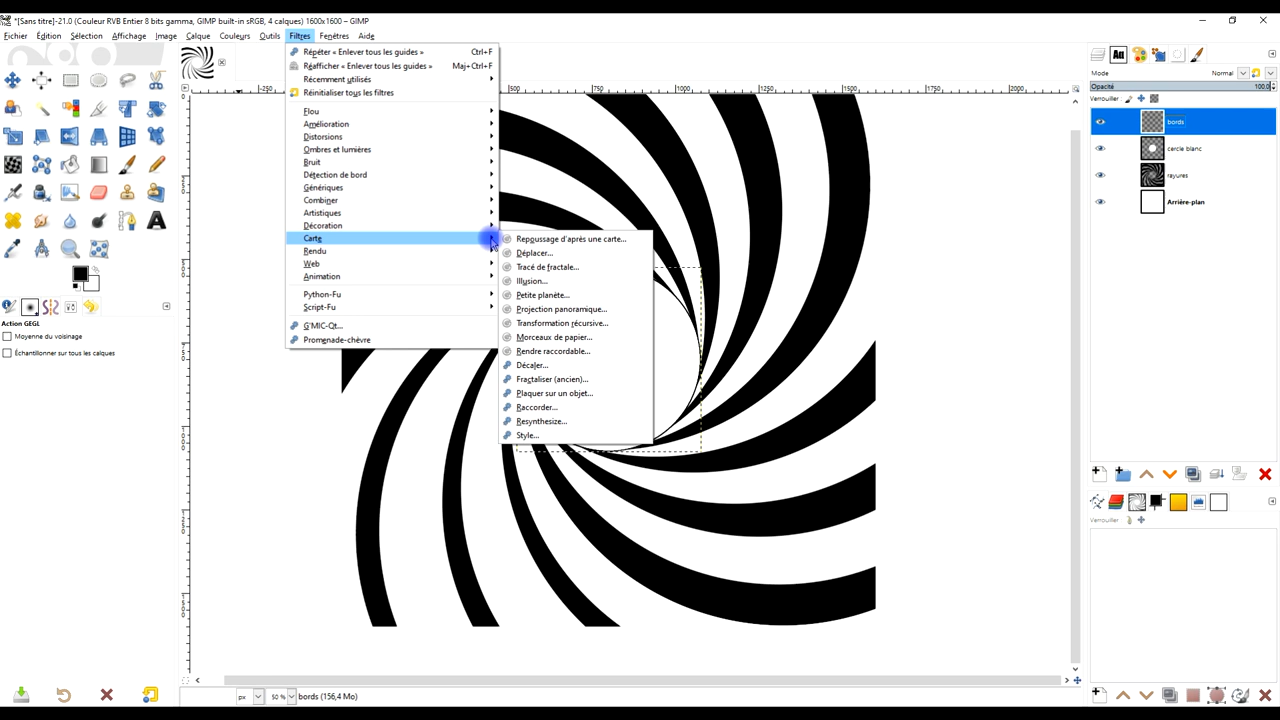 *[Sans titre]-21.0 (Couleur RVB Entier 8 bits gamma, GIMP built-in sRGB, 4 calques) 1600x1600 – GIMP
Fichier Édition Sélection Affichage Image Calque Couleurs Outils Filtres Fenêtres Aide
Répéter « Enlever tous les guides » Ctrl+F
Réafficher « Enlever tous les guides » Maj+Ctrl+F
Récemment utilisés
Réinitialiser tous les filtres
Flou
Amélioration
Distorsions
Ombres et lumières
Bruit
Détection de bord
Génériques
Combiner
Artistiques
Décoration
Carte
Rendu
Web
Animation
Python-Fu
Script-Fu
G'MIC-Qt...
Promenade-chèvre
Repoussage d'après une carte...
Déplacer...
Tracé de fractale...
Illusion...
Petite planète...
Projection panoramique...
Transformation récursive...
Morceaux de papier...
Rendre raccordable...
Décaler...
Fractaliser (ancien)...
Plaquer sur un objet...
Raccorder...
Resynthesize...
Style...
-250 500 750 1000 1250 1500 1750 2000
Action GEGL
Moyenne du voisinage
Échantillonner sur tous les calques
Mode Normal
Opacité 100,0
Verrouiller :
bords
cercle blanc
rayures
Arrière-plan
Verrouiller :
px 50 % bords (156,4 Mo)